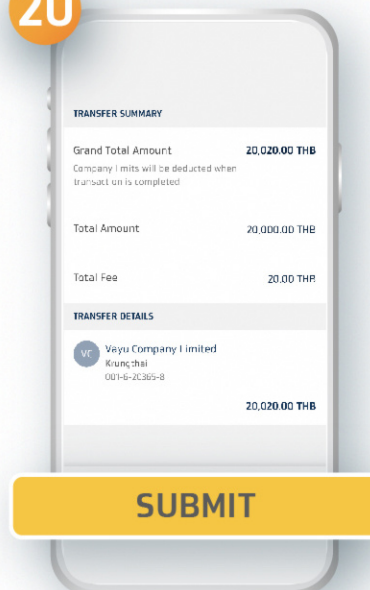 20
TRANSFER SUMMARY
Grand Total Amount 20,020.00 THB
Company limits will be deducted when
transaction is completed
Total Amount 20,000.00 THB
Total Fee 20.00 THB
TRANSFER DETAILS
VC Vayu Company Limited
Krungthai
001-6-20365-8
20,020.00 THB
SUBMIT